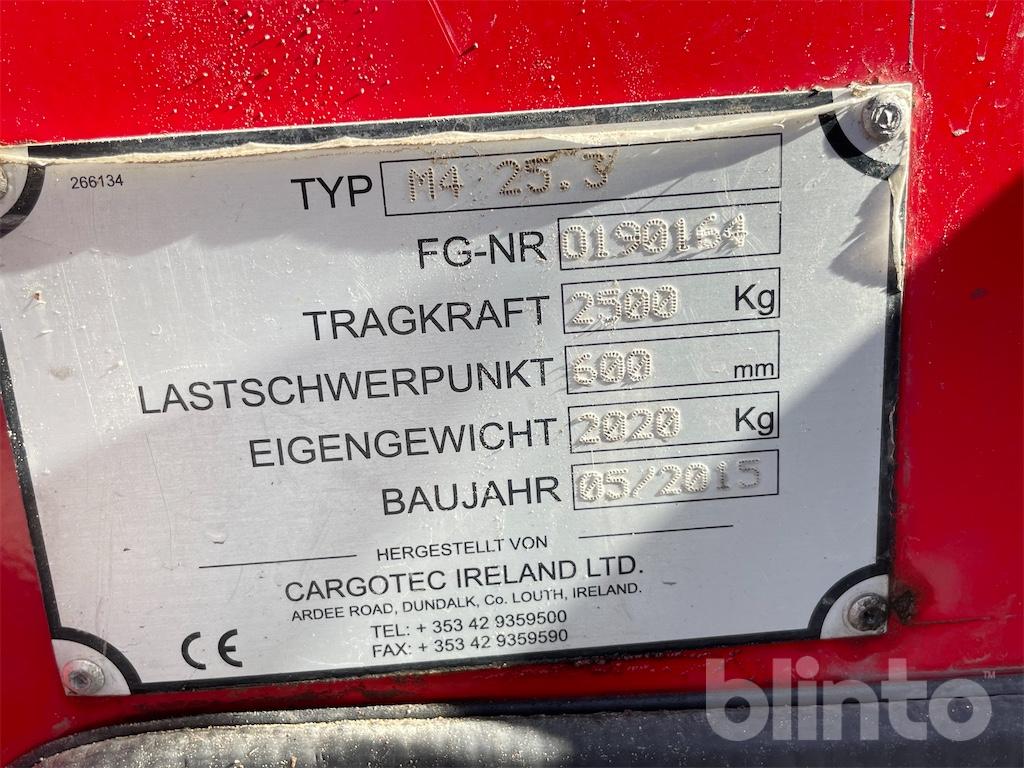 266134
TYP M4 25.3
FG-NR 0190164
TRAGKRAFT 2500 Kg
LASTSCHWERPUNKT 600 mm
EIGENGEWICHT 2020 Kg
BAUJAHR 05/2015
HERGESTELLT VON
CARGOTEC IRELAND LTD.
ARDEE ROAD, DUNDALK, Co. LOUTH, IRELAND.
TEL: + 353 42 9359500
FAX: + 353 42 9359590
CE
blinto™